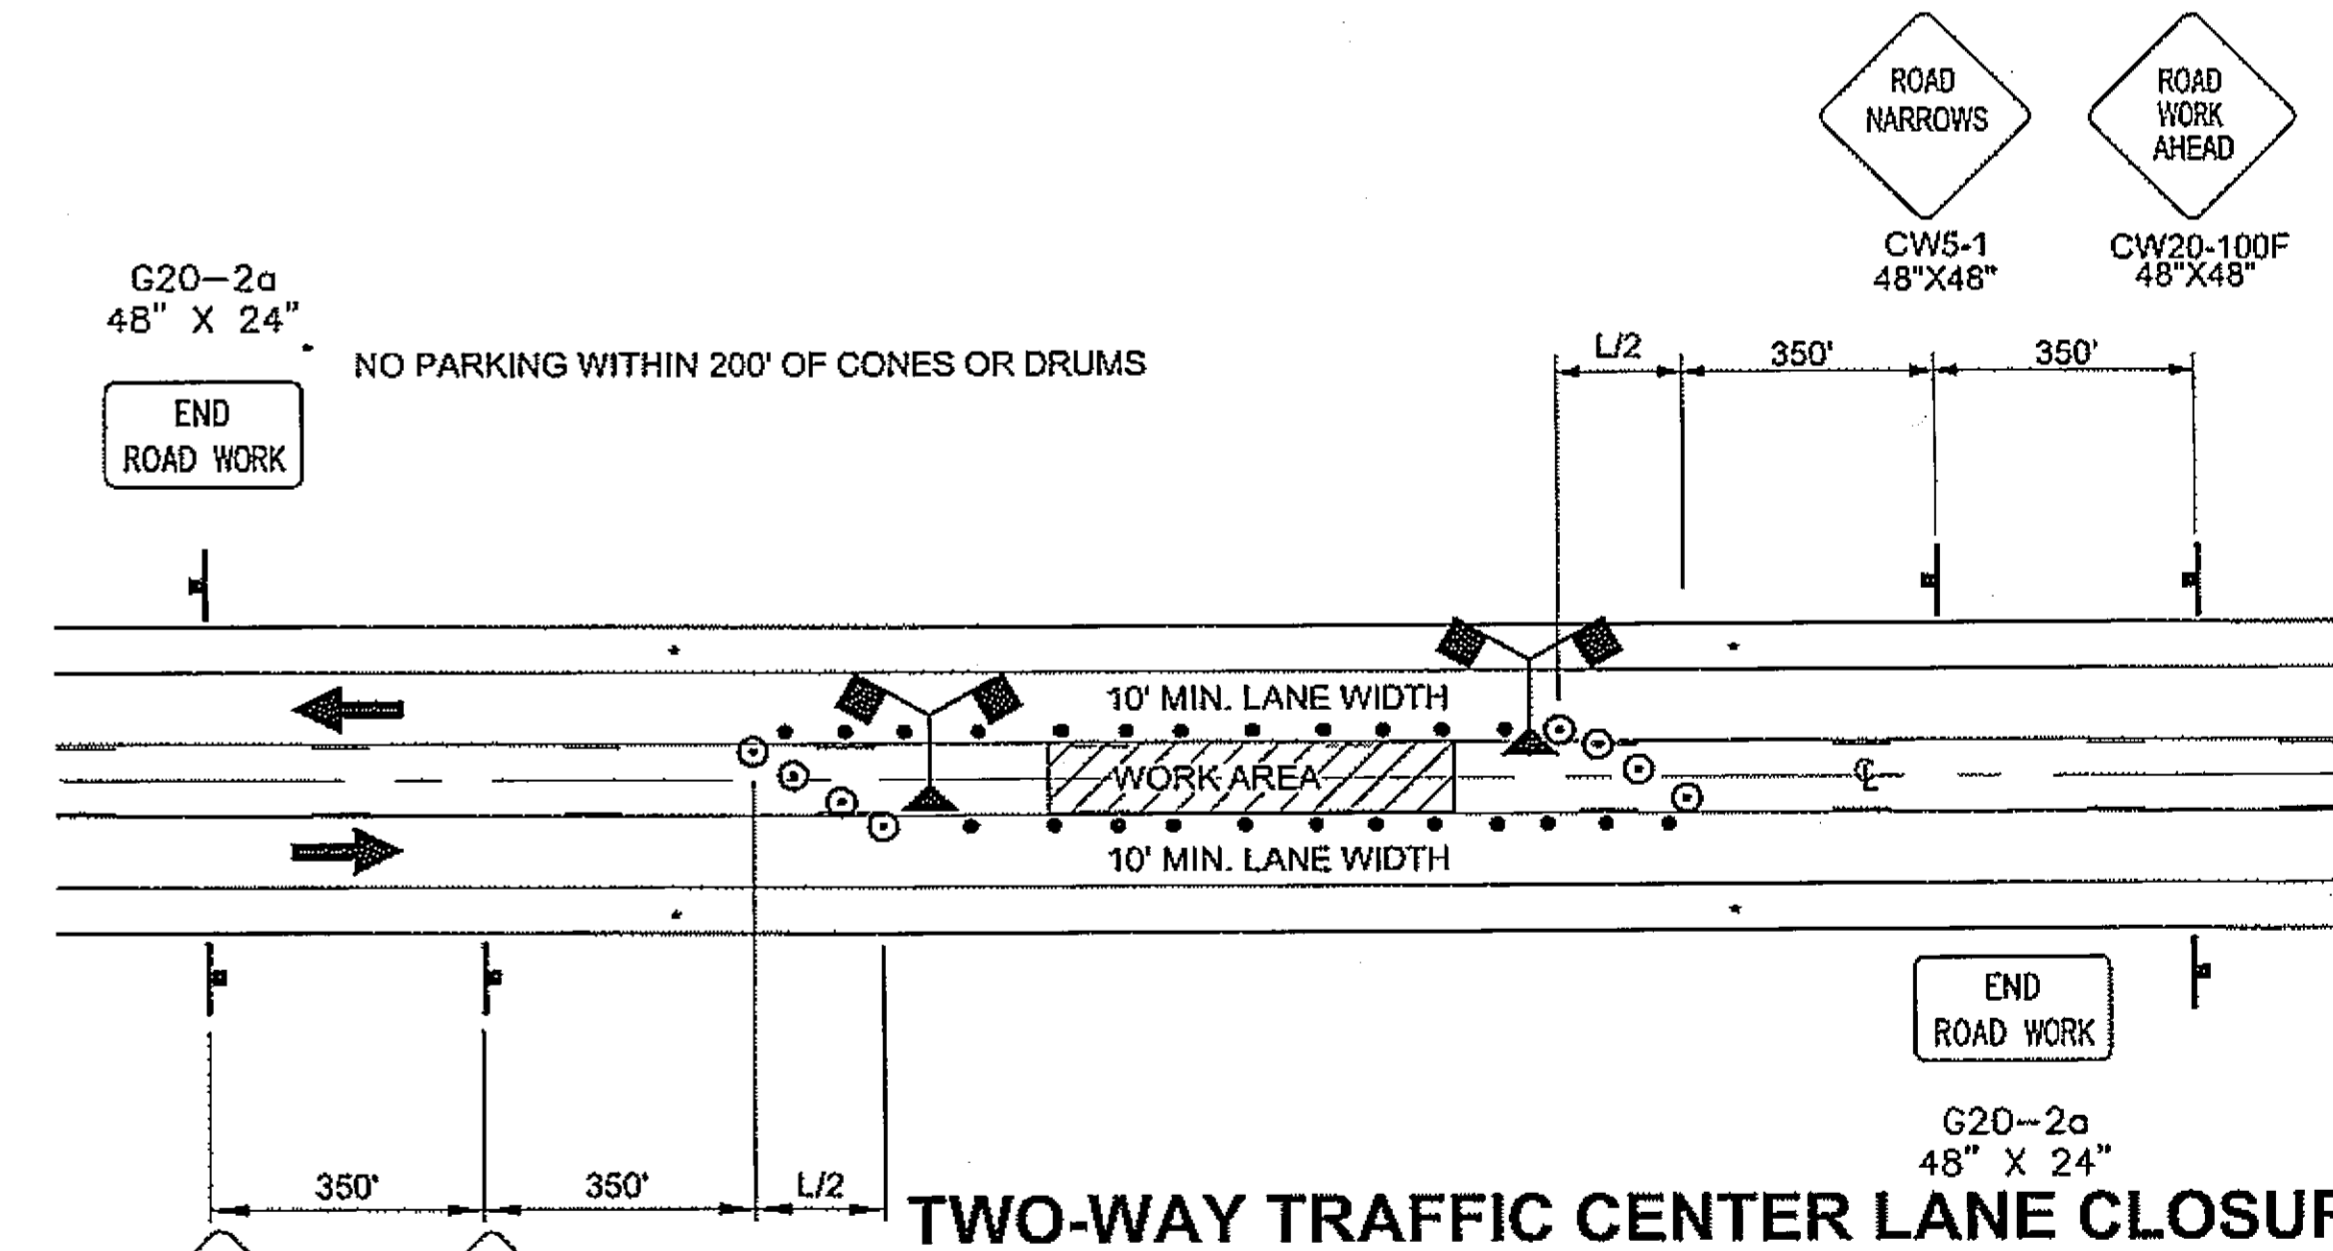 ROAD
NARROWS
ROAD
WORK
AHEAD
CW5-1
48"X48"
CW20-100F
48"X48"
G20-2a
48" X 24"
* NO PARKING WITHIN 200' OF CONES OR DRUMS
L/2
350'
350'
END
ROAD WORK
10' MIN. LANE WIDTH
WORK AREA
℄
10' MIN. LANE WIDTH
END
ROAD WORK
G20-2a
48" X 24"
350'
350'
L/2
TWO-WAY TRAFFIC CENTER LANE CLOSUR